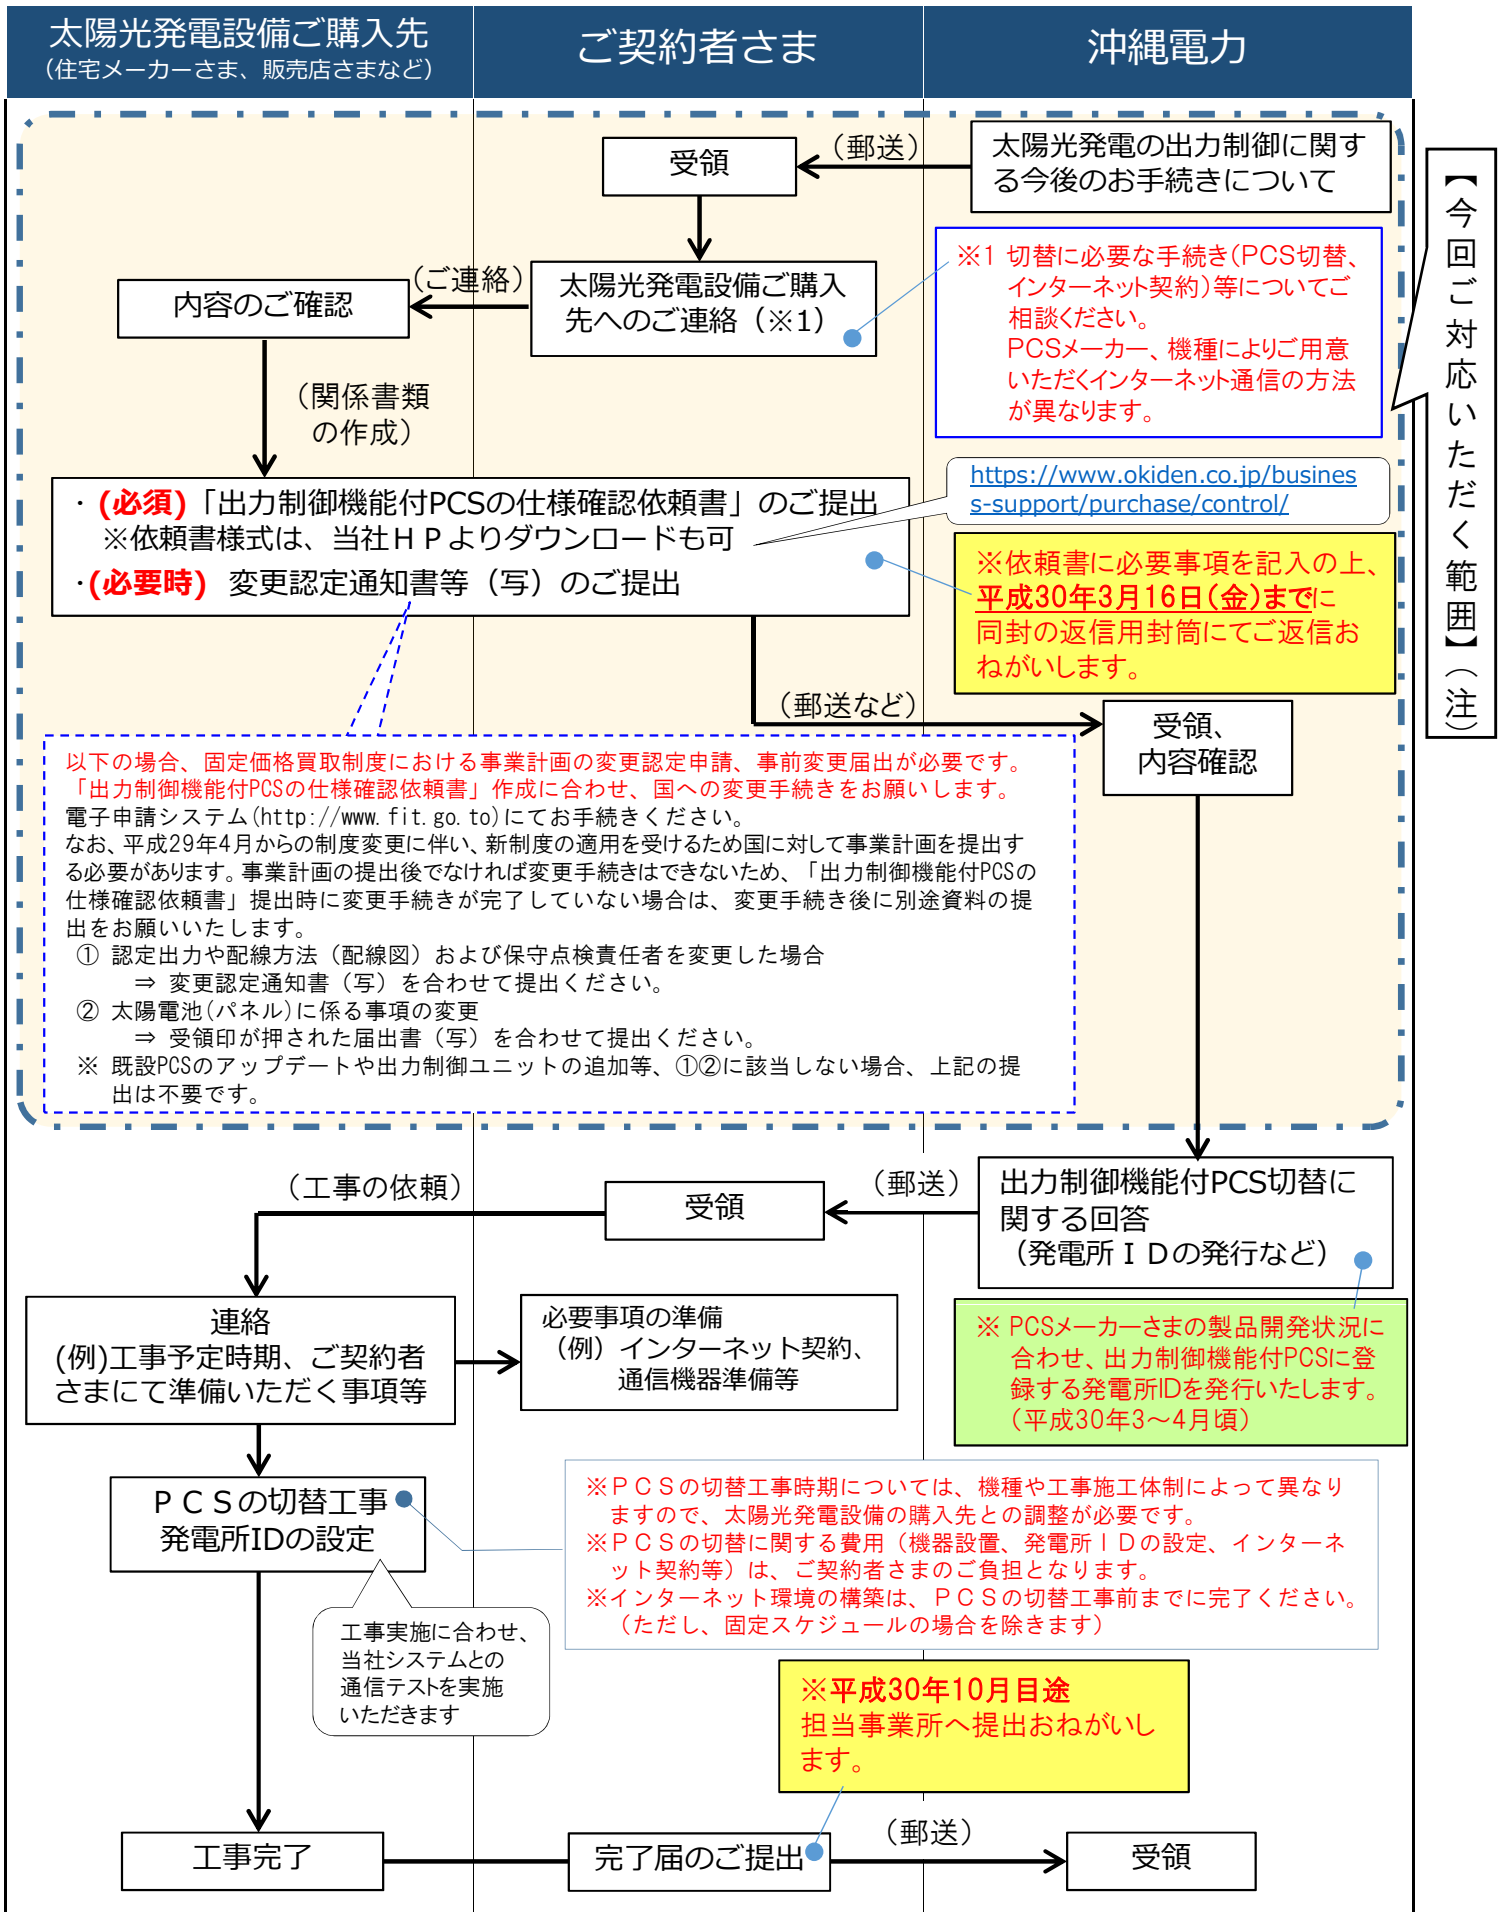 太陽光発電設備ご購入先
(住宅メーカーさま、販売店さまなど)
ご契約者さま
沖縄電力
太陽光発電の出力制御に関す
る今後のお手続きについて
(郵送)
受領
【今回ご対応いただく範囲】(注)
太陽光発電設備ご購入
先へのご連絡(※1)
※1 切替に必要な手続き(PCS切替、
インターネット契約)等についてご
相談ください。
PCSメーカー、機種によりご用意
いただくインターネット通信の方法
が異なります。
(ご連絡)
内容のご確認
(関係書類
の作成)
・(必須)「出力制御機能付PCSの仕様確認依頼書」のご提出
※依頼書様式は、当社HPよりダウンロードも可
・(必要時) 変更認定通知書等(写)のご提出
https://www.okiden.co.jp/busines
s-support/purchase/control/
※依頼書に必要事項を記入の上、
平成30年3月16日(金)までに
同封の返信用封筒にてご返信お
ねがいします。
(郵送など)
受領、
内容確認
以下の場合、固定価格買取制度における事業計画の変更認定申請、事前変更届出が必要です。
「出力制御機能付PCSの仕様確認依頼書」作成に合わせ、国への変更手続きをお願いします。
電子申請システム(http://www.fit.go.to)にてお手続きください。
なお、平成29年4月からの制度変更に伴い、新制度の適用を受けるため国に対して事業計画を提出す
る必要があります。事業計画の提出後でなければ変更手続きはできないため、「出力制御機能付PCSの
仕様確認依頼書」提出時に変更手続きが完了していない場合は、変更手続き後に別途資料の提
出をお願いいたします。
① 認定出力や配線方法(配線図)および保守点検責任者を変更した場合
⇒ 変更認定通知書(写)を合わせて提出ください。
② 太陽電池(パネル)に係る事項の変更
⇒ 受領印が押された届出書(写)を合わせて提出ください。
※ 既設PCSのアップデートや出力制御ユニットの追加等、①②に該当しない場合、上記の提
出は不要です。
出力制御機能付PCS切替に
関する回答
(発電所IDの発行など)
(郵送)
受領
(工事の依頼)
連絡
(例)工事予定時期、ご契約者
さまにて準備いただく事項等
必要事項の準備
(例)インターネット契約、
通信機器準備等
※ PCSメーカーさまの製品開発状況に
合わせ、出力制御機能付PCSに登
録する発電所IDを発行いたします。
(平成30年3~4月頃)
PCSの切替工事
発電所IDの設定
※PCSの切替工事時期については、機種や工事施工体制によって異なり
ますので、太陽光発電設備の購入先との調整が必要です。
※PCSの切替に関する費用(機器設置、発電所IDの設定、インターネ
ット契約等)は、ご契約者さまのご負担となります。
※インターネット環境の構築は、PCSの切替工事前までに完了ください。
(ただし、固定スケジュールの場合を除きます)
工事実施に合わせ、
当社システムとの
通信テストを実施
いただきます
※平成30年10月目途
担当事業所へ提出おねがいし
ます。
工事完了
完了届のご提出
(郵送)
受領